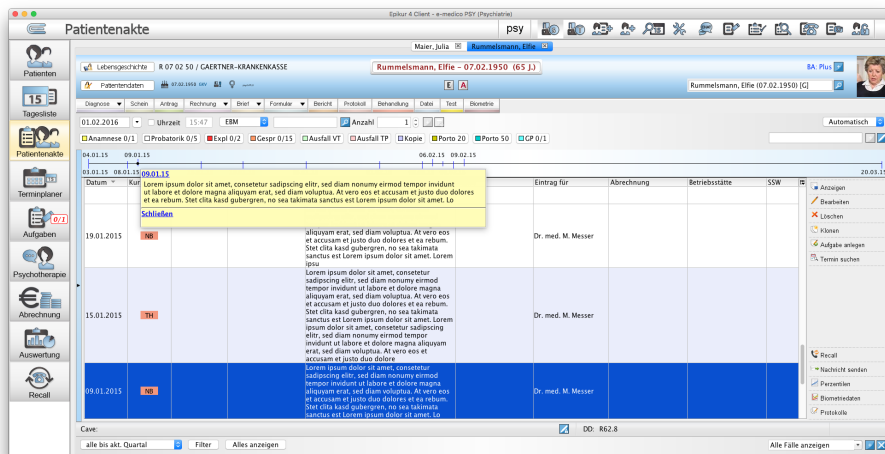 Epikur 4 Client - e-medico PSY (Psychiatrie)
Patientenakte
psy
Maier, Julia
Rummelsmann, Elfie
Patienten
Tagesliste
Patientenakte
Terminplaner
Aufgaben
0/1
Psychotherapie
Abrechnung
Auswertung
Recall
Lebensgeschichte
R 07 02 50 / GAERTNER-KRANKENKASSE
Rummelsmann, Elfie - 07.02.1950 (65 J.)
BA: Plus
Patientendaten
07.02.1950
E A
Rummelsmann, Elfie (07.02.1950) [G]
Diagnose Schein Antrag Rechnung Brief Formular Bericht Protokoll Behandlung Datei Test Biometrie
01.02.2016 Uhrzeit 15:47 EBM Anzahl 1 Automatisch
Anamnese 0/1 Probatorik 0/5 Expl 0/2 Gespr 0/15 Ausfall VT Ausfall TP Kopie Porto 20 Porto 50 GP 0/1
04.01.15 09.01.15 06.02.15 09.02.15
03.01.15 08.01.15 20.03.15
09.01.15
Lorem ipsum dolor sit amet, consetetur sadipscing elitr, sed diam nonumy eirmod tempor invidunt
ut labore et dolore magna aliquyam erat, sed diam voluptua. At vero eos et accusam et justo duo dolores
et ea rebum. Stet clita kasd gubergren, no sea takimata sanctus est Lorem ipsum dolor sit amet. Lo
Schließen
Datum Eintrag für Abrechnung Betriebsstätte SSW
19.01.2015 NB Dr. med. M. Messer
aliquyam erat, sed diam voluptua. At vero eos
et accusam et justo duo dolores et ea rebum.
Stet clita kasd gubergren, no sea takimata
sanctus est Lorem ipsum dolor sit amet. Lorem
ipsu
15.01.2015 TH Dr. med. M. Messer
Lorem ipsum dolor sit amet, consetetur
sadipscing elitr, sed diam nonumy eirmod
tempor invidunt ut labore et dolore magna
aliquyam erat, sed diam voluptua. At vero eos
et accusam et justo duo dolores et ea rebum.
Stet clita kasd gubergren, no sea takimata
sanctus est Lorem ipsum dolor sit amet. Lorem
ipsum dolor sit amet, consetetur sadipscing
elitr, sed diam nonumy eirmod tempor
invidunt ut labore et dolore magna aliquyam
erat, sed diam voluptua. At vero eos et
accusam et justo duo dolore
09.01.2015 NB Dr. med. M. Messer
Lorem ipsum dolor sit amet, consetetur
sadipscing elitr, sed diam nonumy eirmod
tempor invidunt ut labore et dolore magna
aliquyam erat, sed diam voluptua. At vero eos
et accusam et justo duo dolores et ea rebum.
Stet clita kasd gubergren, no sea takimata
sanctus est Lorem ipsum dolor sit amet. Lo
Anzeigen
Bearbeiten
Löschen
Klonen
Aufgabe anlegen
Termin suchen
Recall
Nachricht senden
Perzentilen
Biometriedaten
Protokolle
Cave: DD: R62.8
alle bis akt. Quartal Filter Alles anzeigen Alle Fälle anzeigen